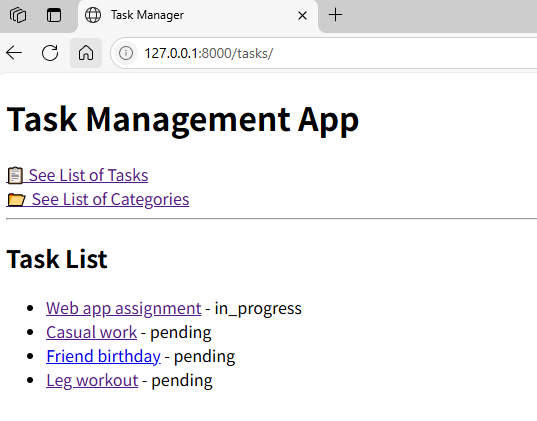 Task Manager
127.0.0.1:8000/tasks/
Task Management App
See List of Tasks
See List of Categories
Task List
Web app assignment - in_progress
Casual work - pending
Friend birthday - pending
Leg workout - pending